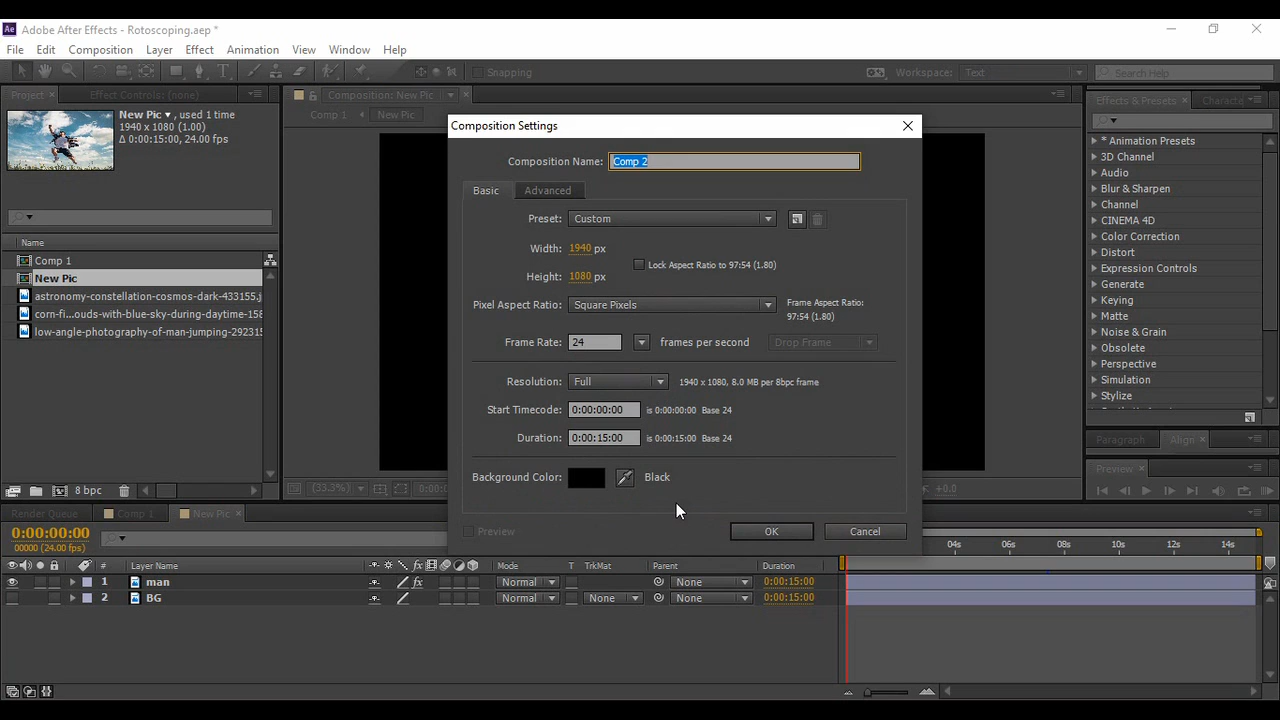 Ae Adobe After Effects - Rotoscoping.aep *
File Edit Composition Layer Effect Animation View Window Help
Snapping Workspace: Text Search Help
Project Effect Controls: (none) Composition: New Pic Effects & Presets
New Pic , used 1 time
1940 x 1080 (1.00)
Δ 0:00:15:00, 24.00 fps
Comp 1 New Pic
Name
Comp 1
New Pic
astronomy-constellation-cosmos-dark-433155.j
corn-fi...ouds-with-blue-sky-during-daytime-158
low-angle-photography-of-man-jumping-29231
8 bpc
Composition Settings
Composition Name: Comp 2
Basic Advanced
Preset: Custom
Width: 1940 px
Lock Aspect Ratio to 97:54 (1.80)
Height: 1080 px
Pixel Aspect Ratio: Square Pixels Frame Aspect Ratio:
97:54 (1.80)
Frame Rate: 24 frames per second Drop Frame
Resolution: Full 1940 x 1080, 8.0 MB per 8bpc frame
Start Timecode: 0:00:00:00 is 0:00:00:00 Base 24
Duration: 0:00:15:00 is 0:00:15:00 Base 24
Background Color: Black
Preview OK Cancel
* Animation Presets
3D Channel
Audio
Blur & Sharpen
Channel
CINEMA 4D
Color Correction
Distort
Expression Controls
Generate
Keying
Matte
Noise & Grain
Obsolete
Perspective
Simulation
Stylize
Paragraph Align
Preview
(33.3%) +0.0
Render Queue Comp 1 New Pic
0:00:00:00
00000 (24.00 fps)
04s 06s 08s 10s 12s 14s
# Layer Name fx Mode T TrkMat Parent Duration
1 man fx Normal None 0:00:15:00
2 BG Normal None None 0:00:15:00